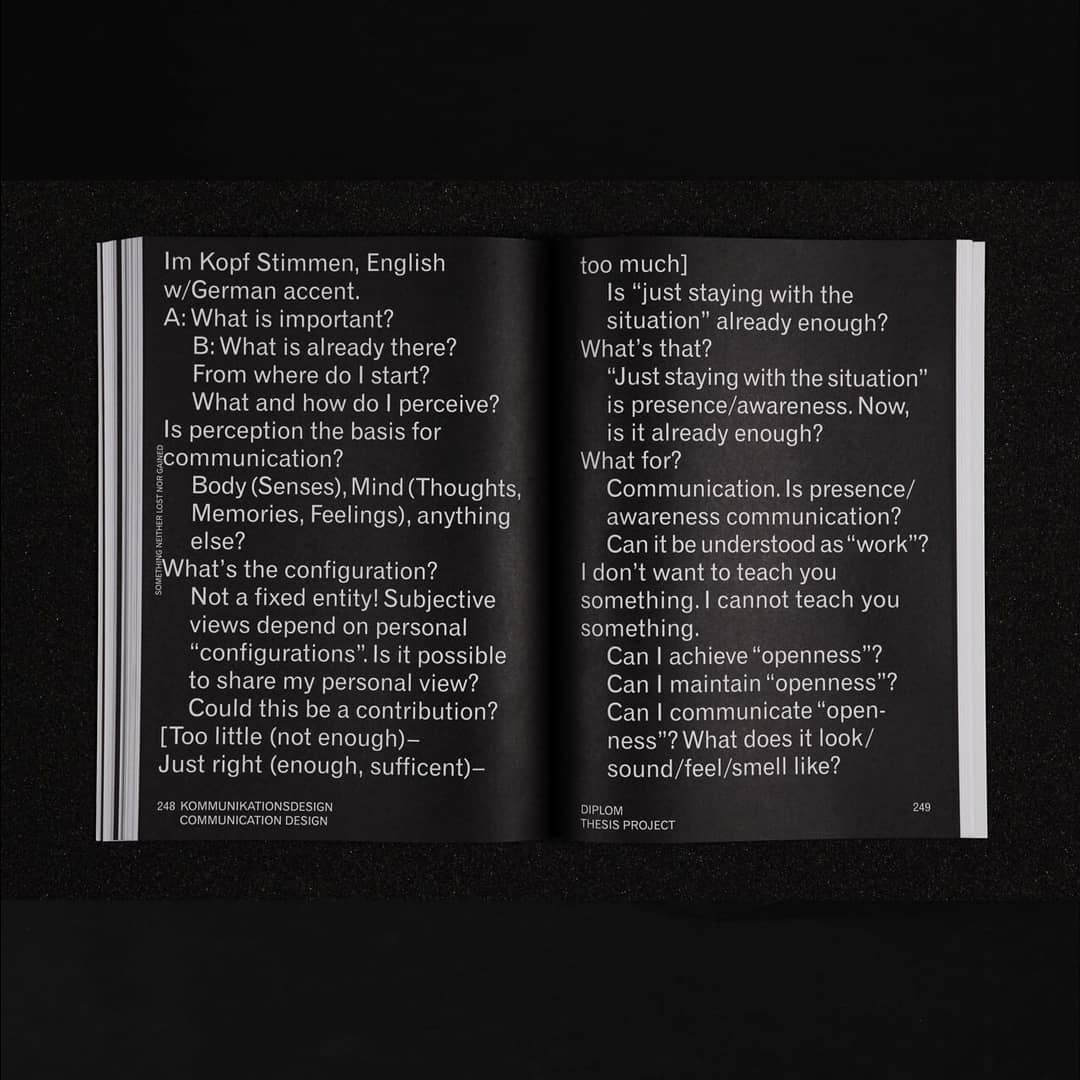 Im Kopf Stimmen, English
w/German accent.
A: What is important?
B: What is already there?
From where do I start?
What and how do I perceive?
Is perception the basis for
communication?
Body (Senses), Mind (Thoughts,
Memories, Feelings), anything
else?
What's the configuration?
Not a fixed entity! Subjective
views depend on personal
“configurations”. Is it possible
to share my personal view?
Could this be a contribution?
[Too little (not enough)–
Just right (enough, sufficent)–
SOMETHING NEITHER LOST NOR GAINED
248 KOMMUNIKATIONSDESIGN
COMMUNICATION DESIGN
too much]
Is “just staying with the
situation” already enough?
What's that?
“Just staying with the situation”
is presence/awareness. Now,
is it already enough?
What for?
Communication. Is presence/
awareness communication?
Can it be understood as “work”?
I don't want to teach you
something. I cannot teach you
something.
Can I achieve “openness”?
Can I maintain “openness”?
Can I communicate “open-
ness”? What does it look/
sound/feel/smell like?
DIPLOM
THESIS PROJECT
249